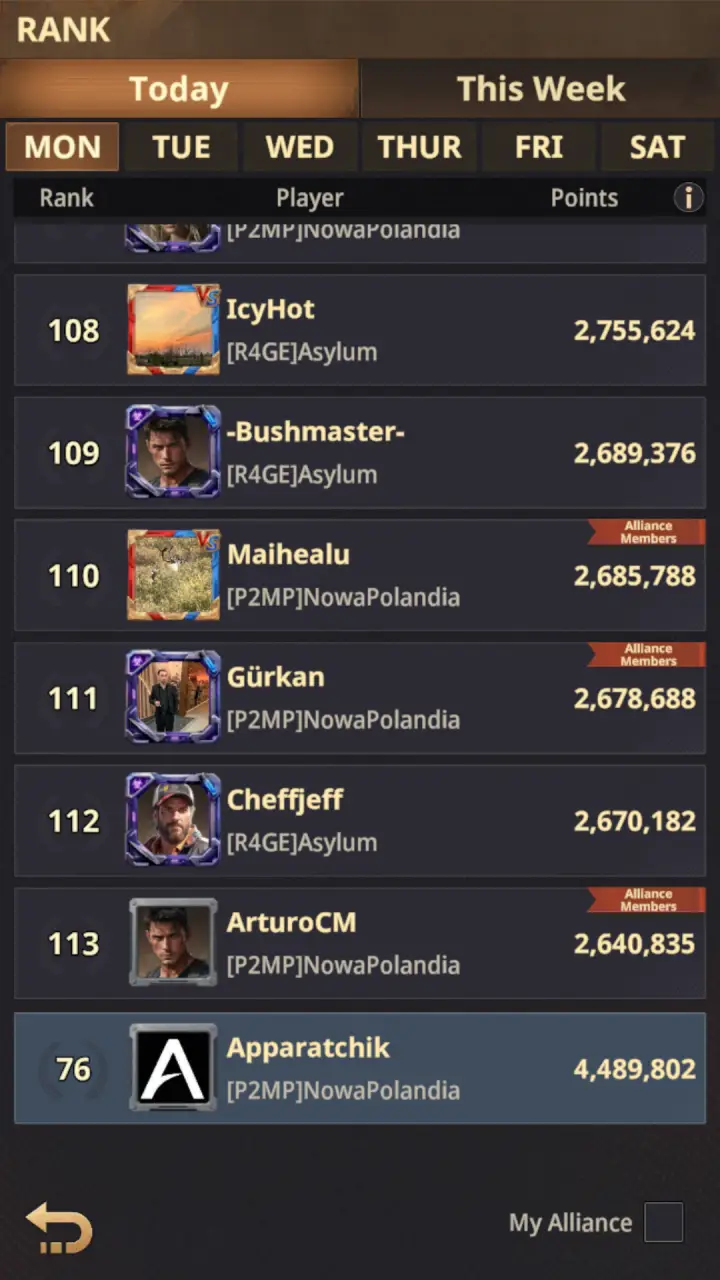 RANK
Today
This Week
MON TUE WED THUR FRI SAT
Rank Player Points i
[P2MP]NowaPolandia
108 IcyHot 2,755,624
[R4GE]Asylum
109 -Bushmaster- 2,689,376
[R4GE]Asylum
Alliance Members
110 Maihealu 2,685,788
[P2MP]NowaPolandia
Alliance Members
111 Gürkan 2,678,688
[P2MP]NowaPolandia
112 Cheffjeff 2,670,182
[R4GE]Asylum
Alliance Members
113 ArturoCM 2,640,835
[P2MP]NowaPolandia
76 Apparatchik 4,489,802
[P2MP]NowaPolandia
My Alliance